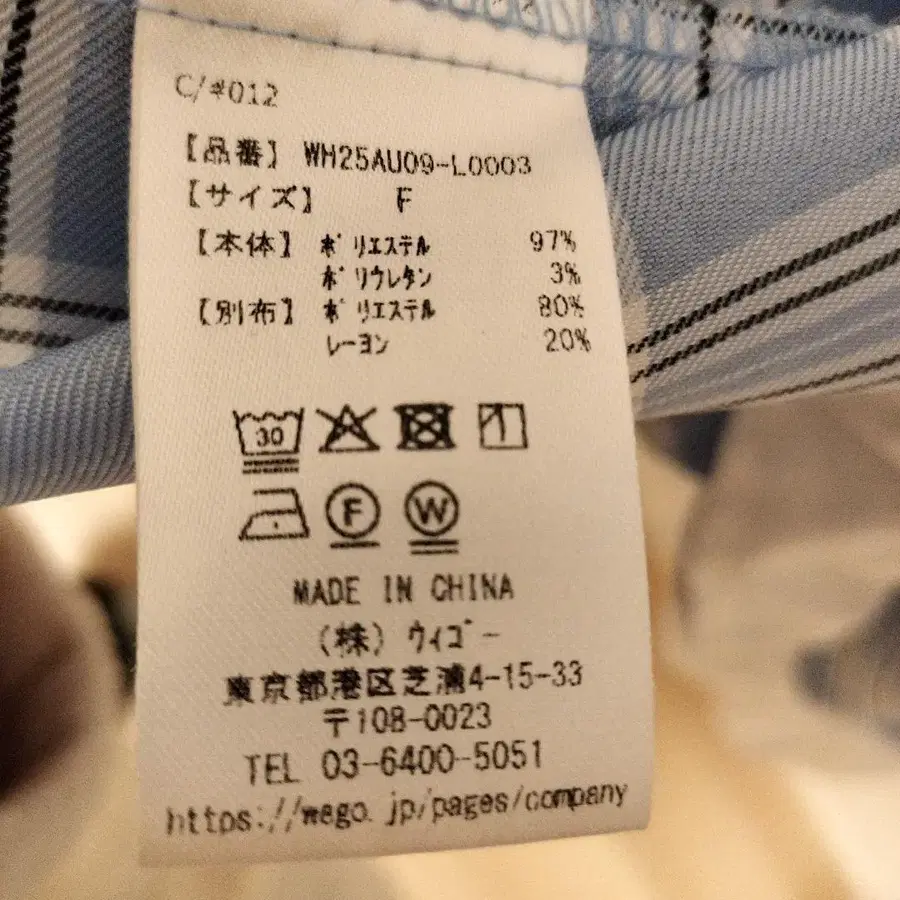 C/#012
【品番】 WH25AU09-L0003
【サイズ】 F
【本体】 ポリエステル 97%
ポリウレタン 3%
【別布】 ポリエステル 80%
レーヨン 20%
30
F W
MADE IN CHINA
(株)ウィゴー
東京都港区芝浦4-15-33
〒108-0023
TEL 03-6400-5051
https://wego.jp/pages/company